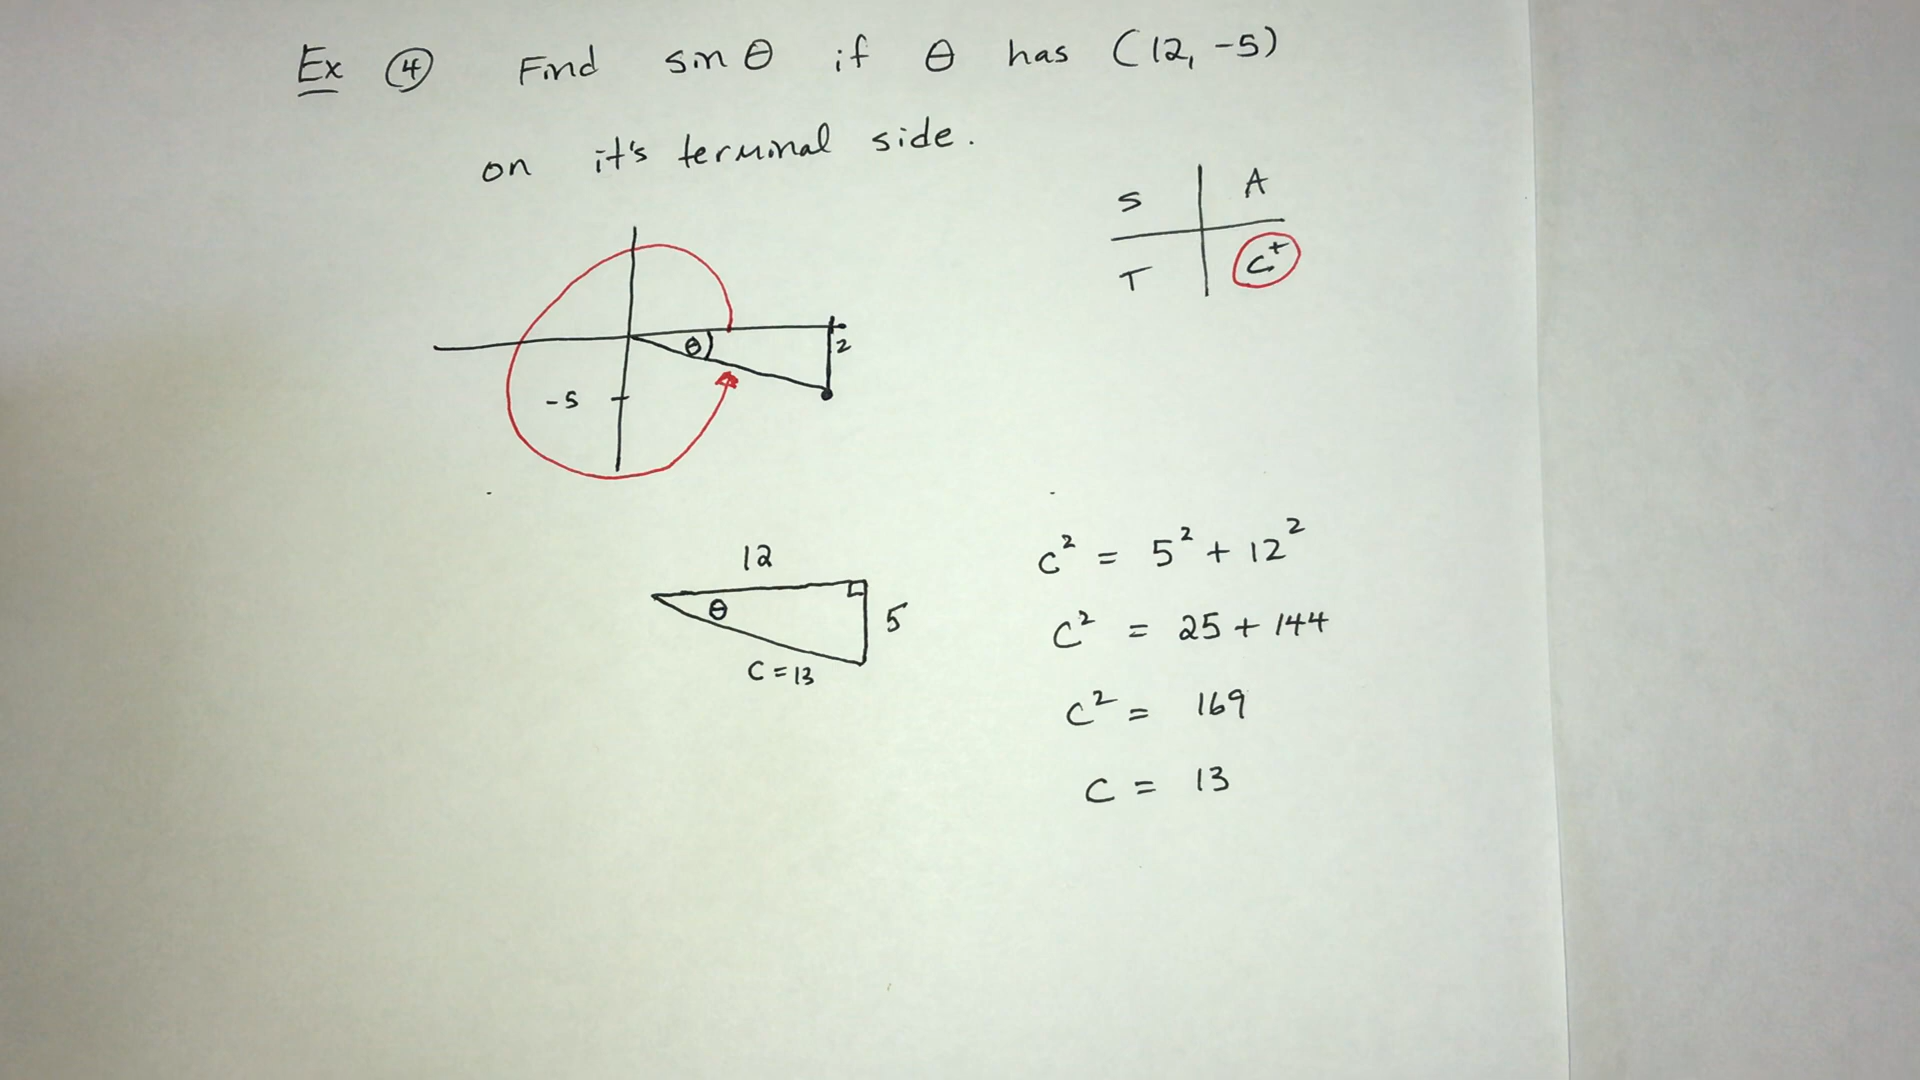 Ex ④ Find sin θ if θ has (12, -5)
on it's terminal side.
S A
T C⁺
θ 2
-5
12
θ 5
C = 13
c² = 5² + 12²
c² = 25 + 144
c² = 169
c = 13